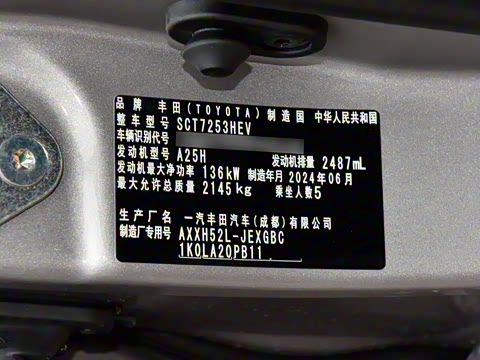 品牌 丰田(TOYOTA) 制造国 中华人民共和国
整车型号 SCT7253HEV
车辆识别代号
发动机型号 A25H 发动机排量 2487mL
发动机最大净功率 136kW 制造年月 2024年06月
最大允许总质量 2145kg 乘坐人数5
生产厂名 一汽丰田汽车(成都)有限公司
制造厂专用号 AXXH52L-JEXGBC
1K0LA20PB11